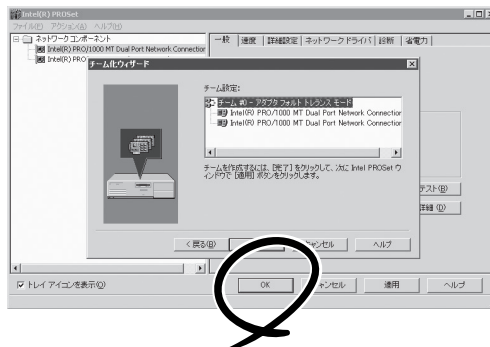 Intel(R) PROSet
ファイル(F) アクション(A) ヘルプ(H)
ネットワークコンポーネント
Intel(R) PRO/1000 MT Dual Port Network Connection
Intel(R) PRO
一般 速度 詳細設定 ネットワークドライバ 診断 省電力
チーム化ウィザード
チーム設定:
チーム #0 - アダプタ フォルト トレランス モード
Intel(R) PRO/1000 MT Dual Port Network Connection
Intel(R) PRO/1000 MT Dual Port Network Connection
チームを作成するには、[完了] をクリックして、次に Intel PROSet ウ
ィンドウで [適用] ボタンをクリックします。
テスト(B)
詳細 (D)
< 戻る(B)
キャンセル
ヘルプ
トレイ アイコンを表示(O)
OK
キャンセル
適用
ヘルプ